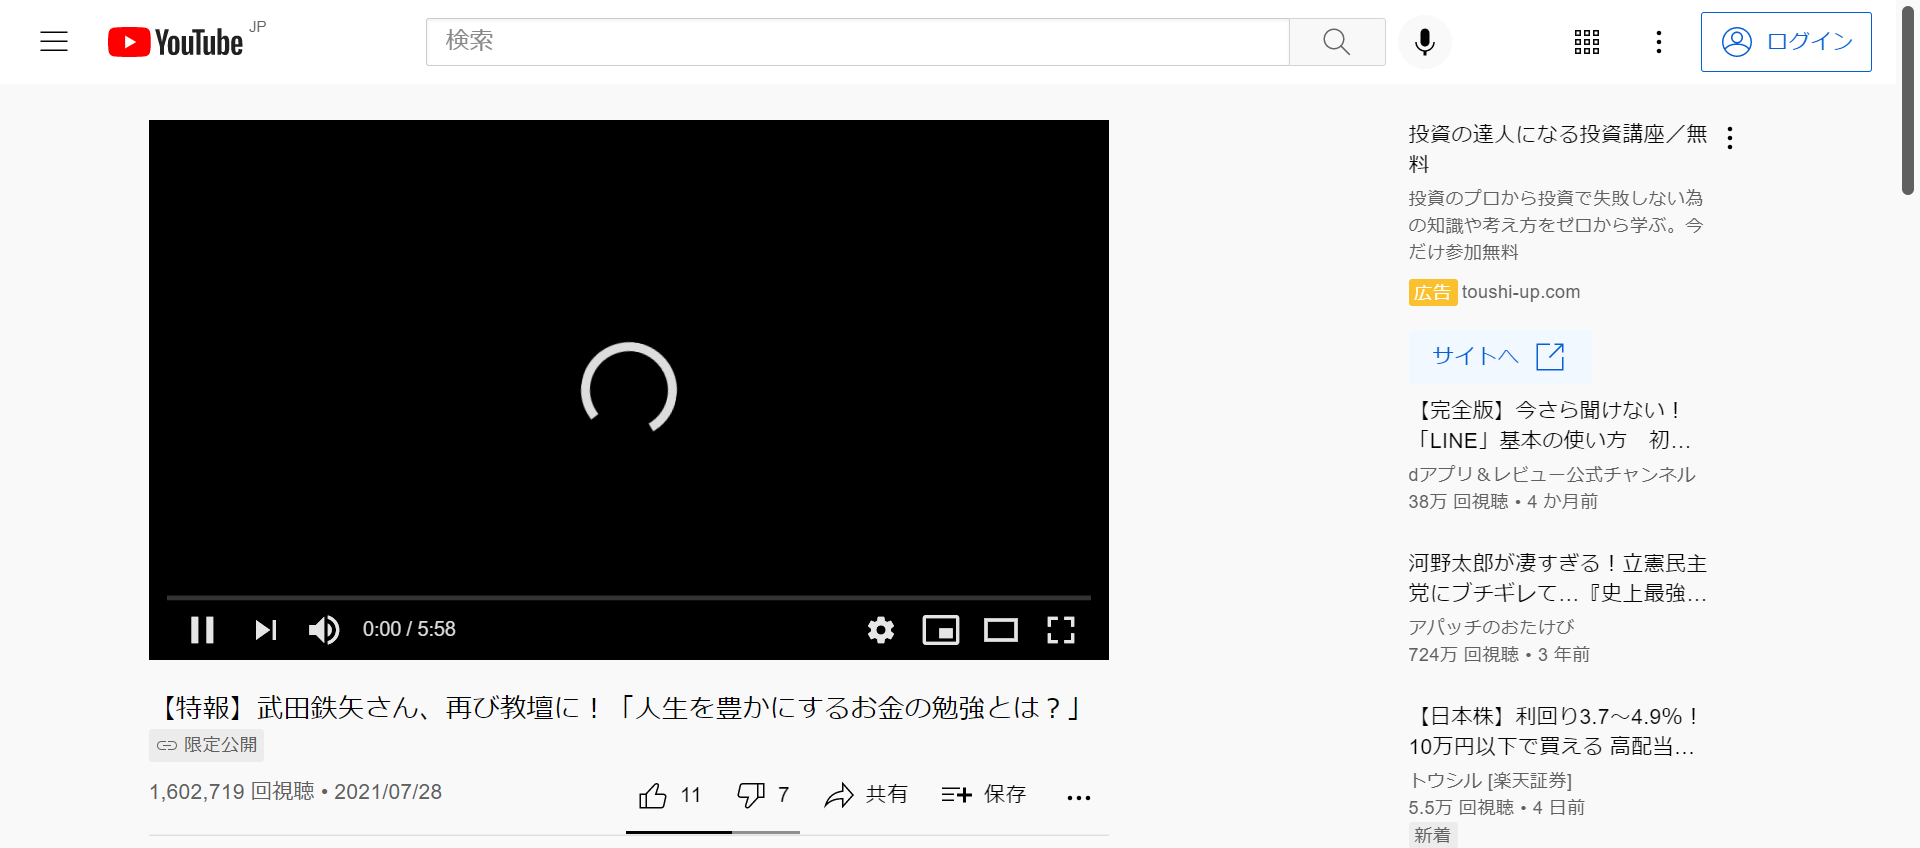 YouTube JP
検索
ログイン
0:00 / 5:58
【特報】武田鉄矢さん、再び教壇に！「人生を豊かにするお金の勉強とは？」
限定公開
1,602,719 回視聴 • 2021/07/28
11
7
共有
保存
投資の達人になる投資講座／無
料
投資のプロから投資で失敗しない為
の知識や考え方をゼロから学ぶ。今
だけ参加無料
広告 toushi-up.com
サイトへ
【完全版】今さら聞けない！
「LINE」基本の使い方　初…
dアプリ＆レビュー公式チャンネル
38万 回視聴 • 4 か月前
河野太郎が凄すぎる！立憲民主
党にブチギレて…『史上最強…
アパッチのおたけび
724万 回視聴 • 3 年前
【日本株】利回り3.7～4.9%！
10万円以下で買える 高配当…
トウシル [楽天証券]
5.5万 回視聴 • 4 日前
新着